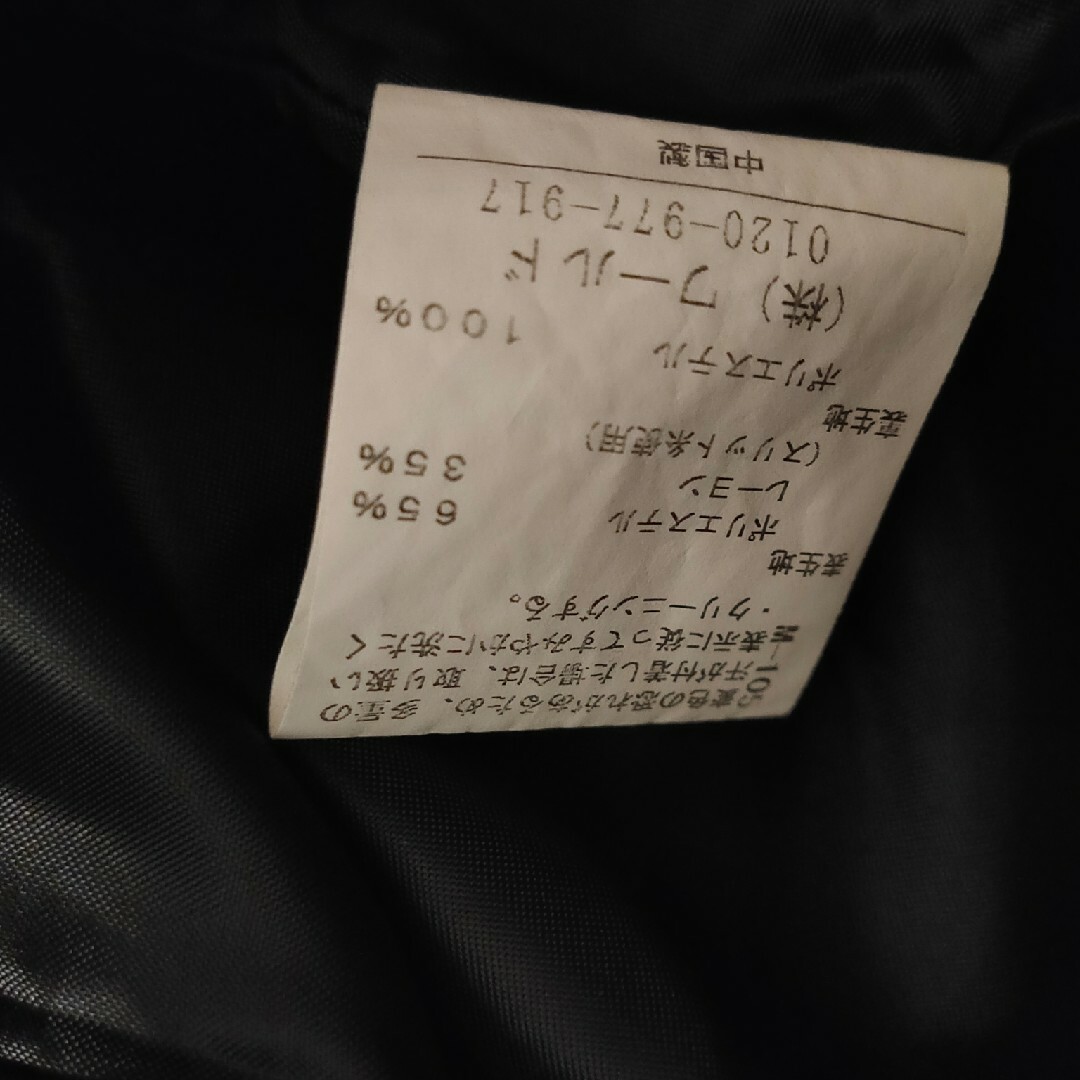 変色の恐れがあるため、多量の
汗が付着した場合は、取り扱い
表示に従ってすみやかに洗たく
・クリーニングする。
表生地
ポリエステル 65%
レーヨン 35%
(スリット糸使用)
表生地
ポリエステル 100%
(株) ワールド
0120-977-917
中国製